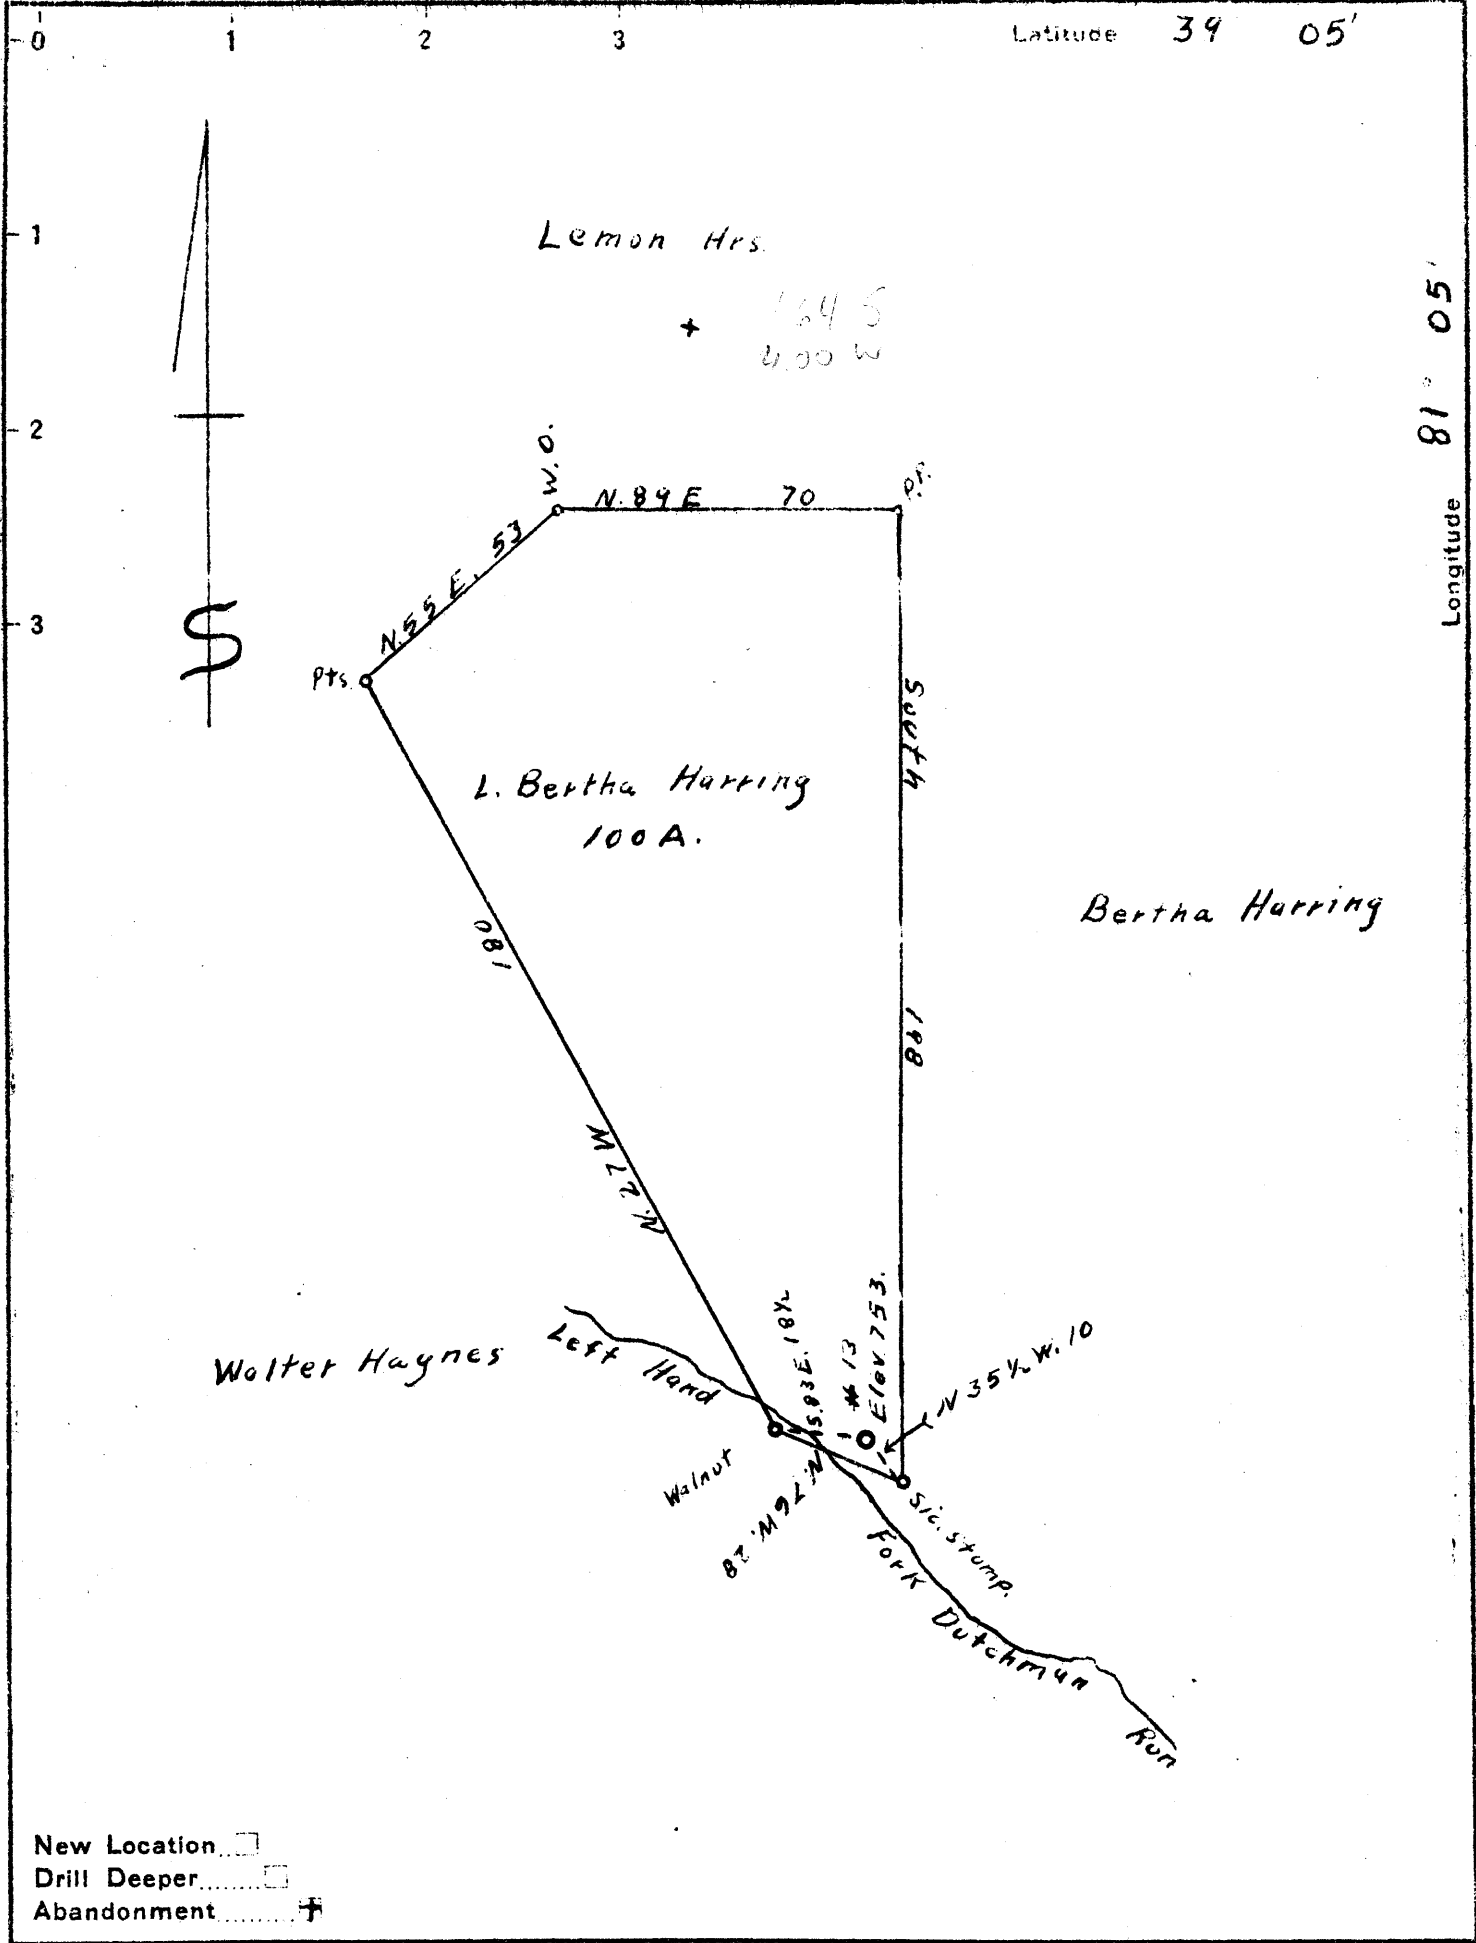 0 1 2 3
Latitude 39 05'
1
2
3
Lemon Hrs.
4.00 W
81° 05'
Longitude
W.O.
N. 89 E 70
P.P.
N. 55 E. 53
Pts.
S
South
198
L. Bertha Harring
100 A.
Bertha Harring
180
N. 27 W
Walter Haynes
Left Hand
S. 83 E. 18½
# 13
Elev. 753.
N 35½ W. 10
Walnut
N. 76 W. 28
Sic. Stump.
Fork Dutchman
Run
New Location
Drill Deeper
Abandonment +